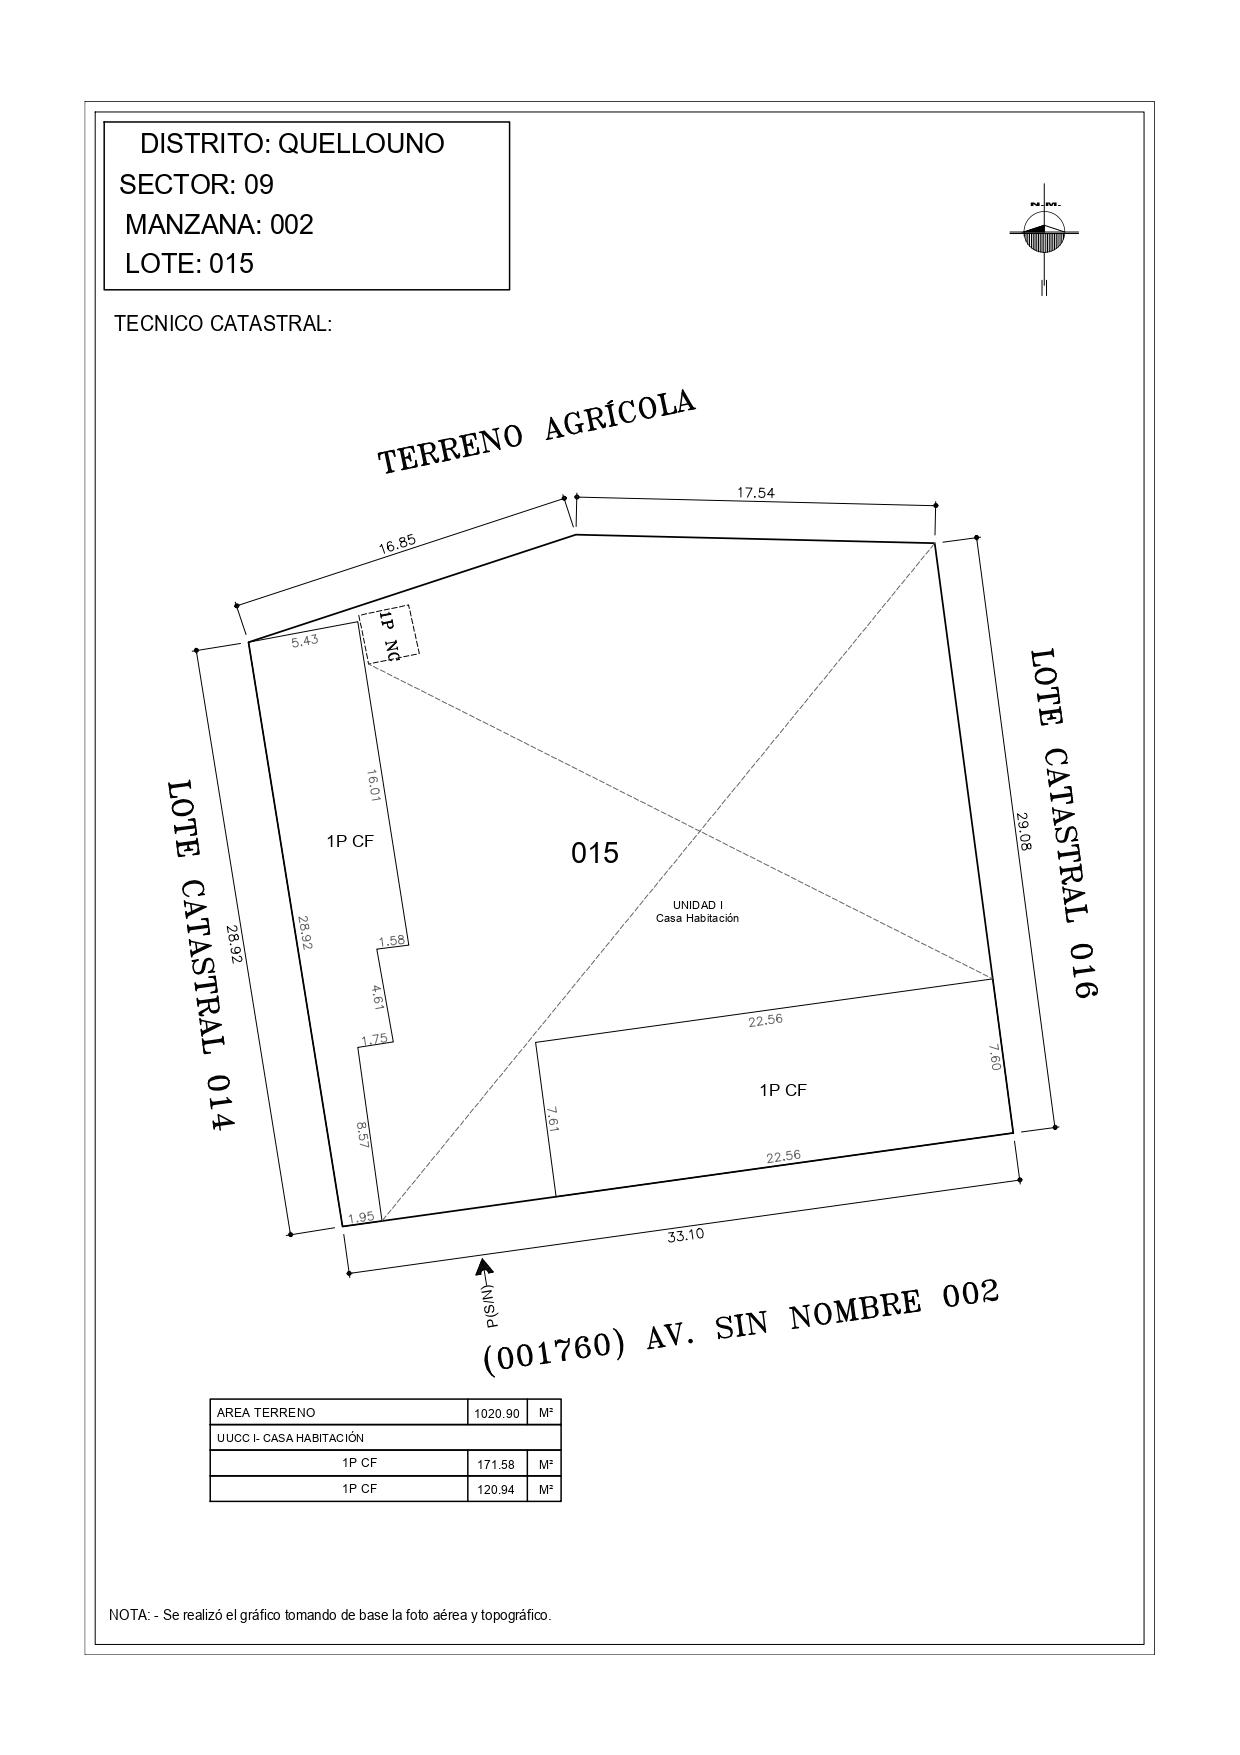 DISTRITO: QUELLOUNO
SECTOR: 09
MANZANA: 002
LOTE: 015
N.M.
TECNICO CATASTRAL:
TERRENO AGRÍCOLA
17.54
16.85
1P NC
5.43
LOTE CATASTRAL 016
29.08
LOTE CATASTRAL 014
28.92
16.01
1P CF
015
UNIDAD I
Casa Habitación
28.92
1.58
4.61
1.75
8.57
1.95
22.56
7.60
1P CF
7.61
22.56
33.10
P(S/N)
(001760) AV. SIN NOMBRE 002
AREA TERRENO 1020.90 M²
UUCC I- CASA HABITACIÓN
1P CF 171.58 M²
1P CF 120.94 M²
NOTA: - Se realizó el gráfico tomando de base la foto aérea y topográfico.